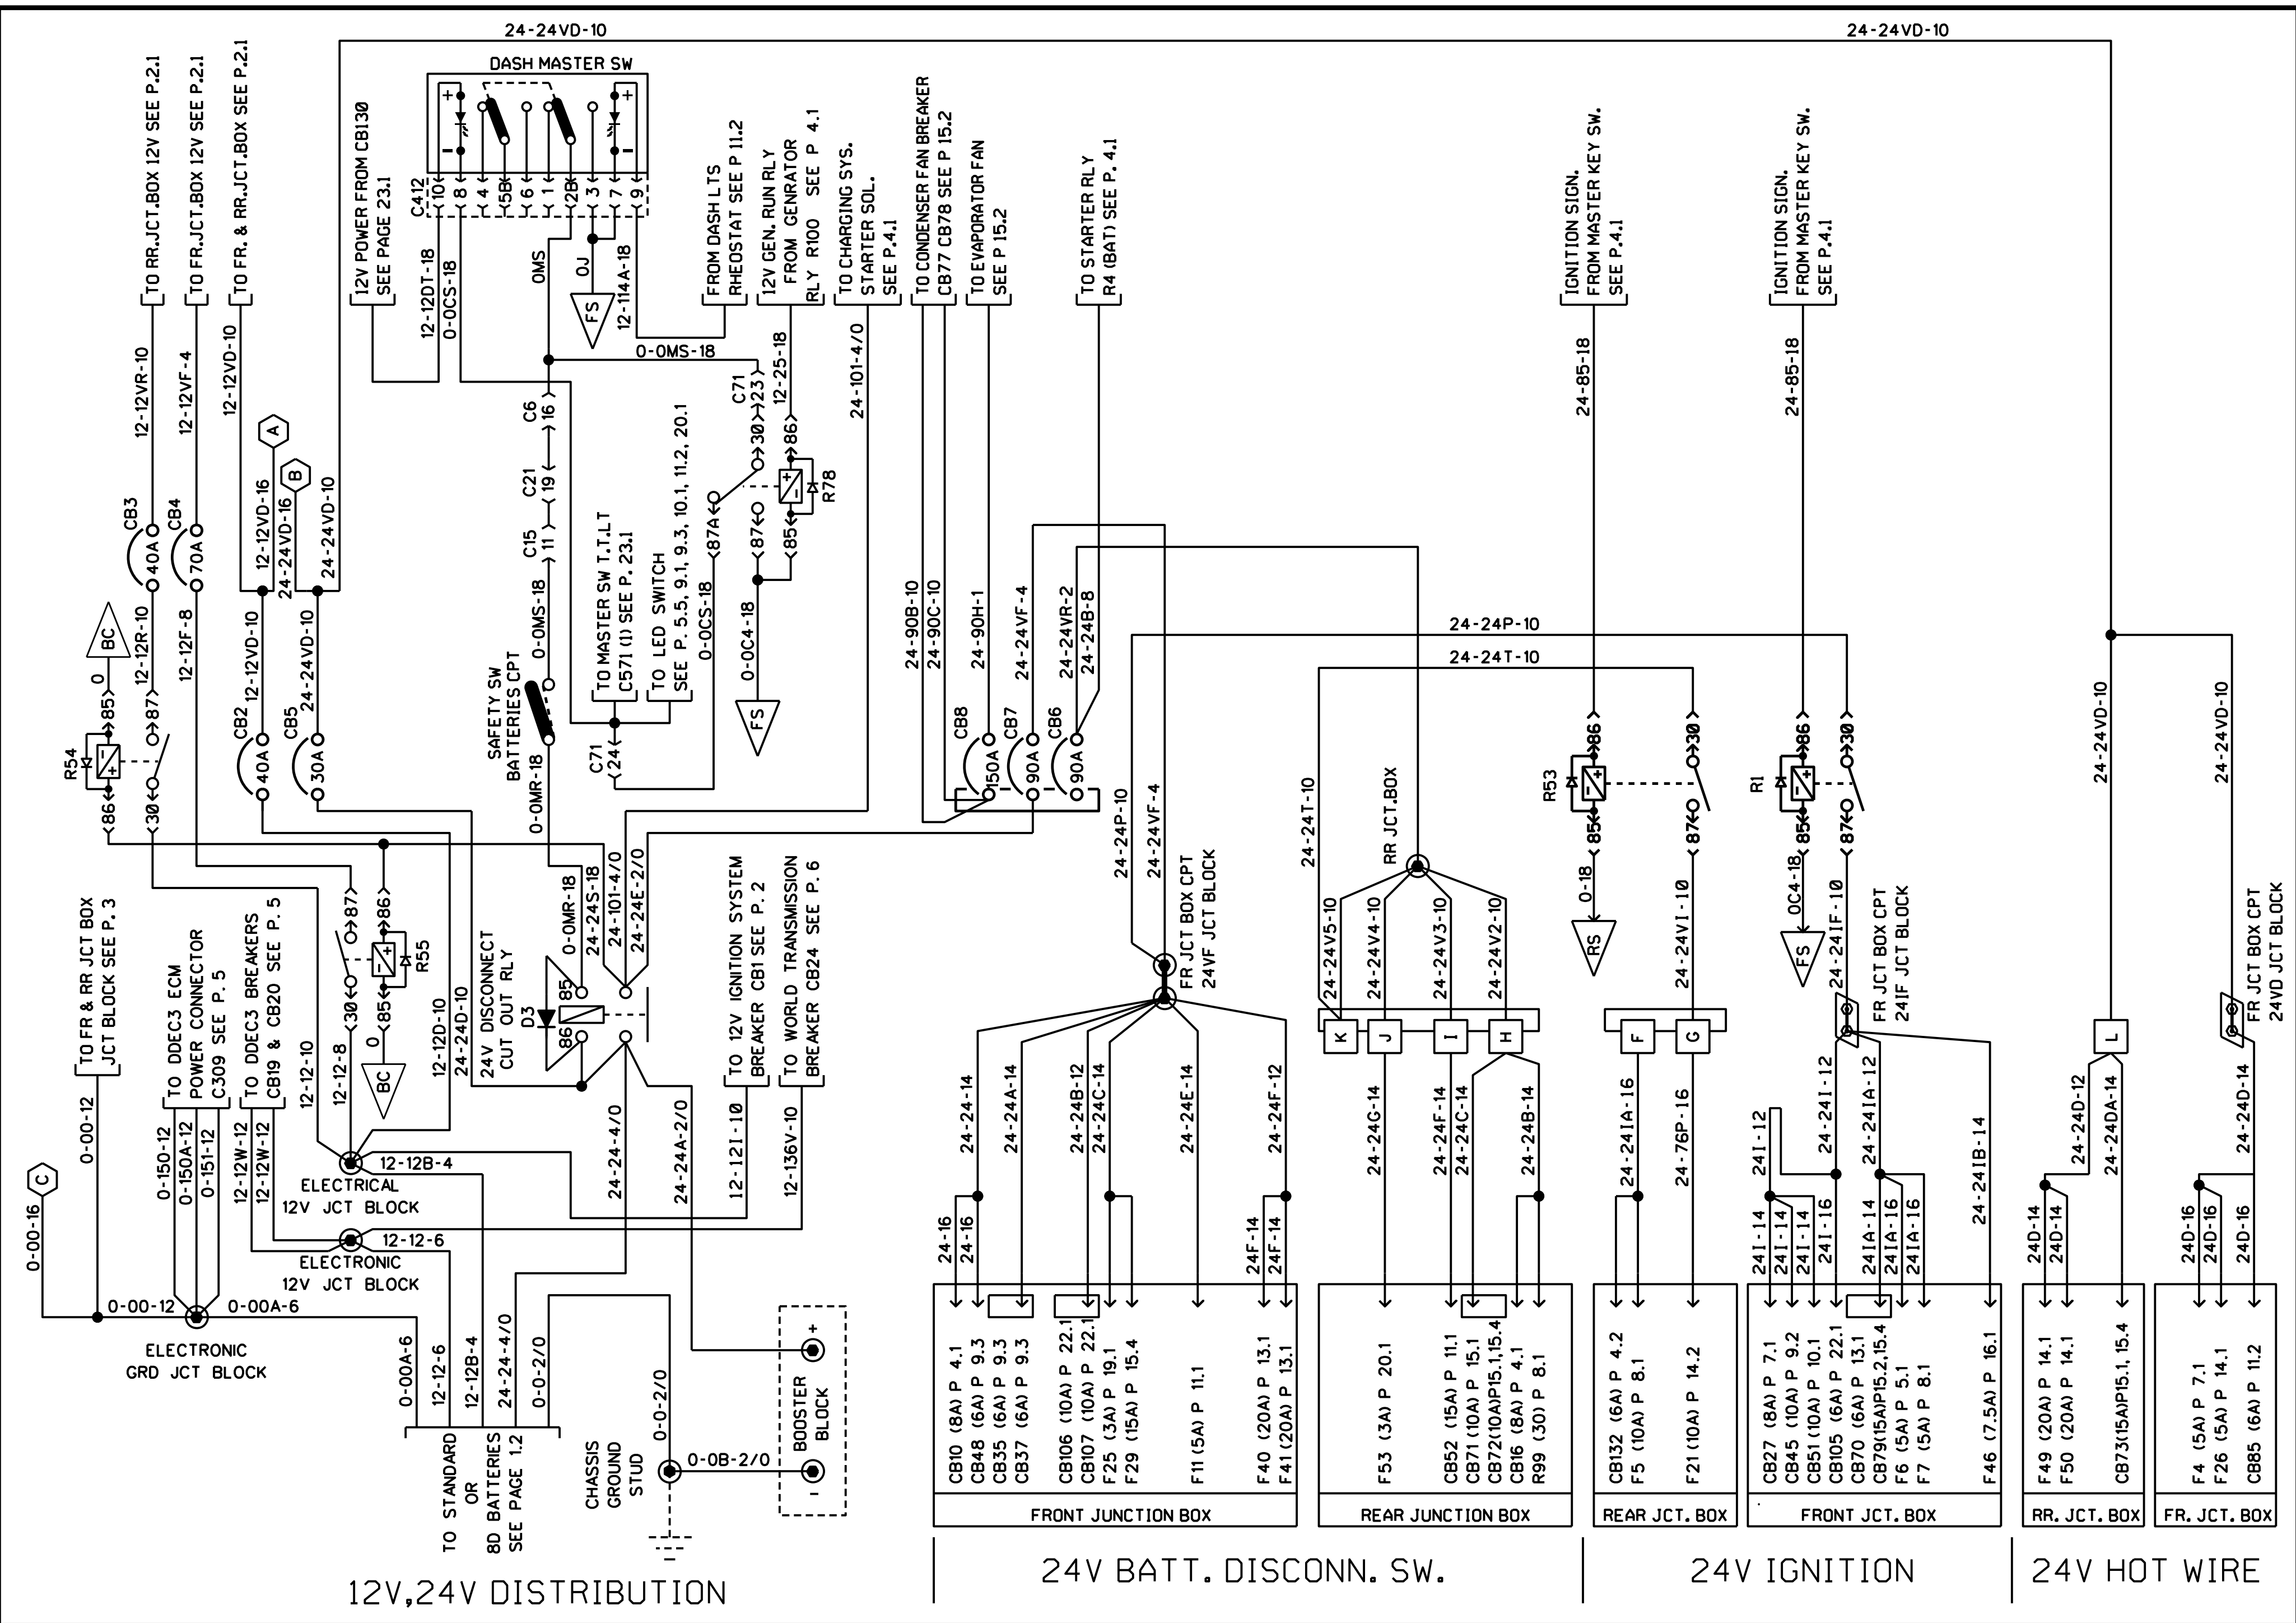 24-24VD-10
24-24VD-10
DASH MASTER SW
TO RR.JCT.BOX 12V SEE P.2.1
TO FR.JCT.BOX 12V SEE P.2.1
TO FR. & RR.JCT.BOX SEE P.2.1
12V POWER FROM CB130
SEE PAGE 23.1
C412
10
8
4
5B
6
1
2B
3
7
9
+
-
+
-
FROM DASH LTS
RHEOSTAT SEE P 11.2
12V GEN. RUN RLY
FROM GENRATOR
RLY R100 SEE P 4.1
TO CHARGING SYS.
STARTER SOL.
SEE P.4.1
TO CONDENSER FAN BREAKER
CB77 CB78 SEE P 15.2
TO EVAPORATOR FAN
SEE P 15.2
TO STARTER RLY
R4 (BAT) SEE P. 4.1
IGNITION SIGN.
FROM MASTER KEY SW.
SEE P.4.1
IGNITION SIGN.
FROM MASTER KEY SW.
SEE P.4.1
12-12VR-10
12-12VF-4
12-12VD-10
12-12DT-18
0-0CS-18
0MS
0J
FS
12-114A-18
0-0MS-18
12-25-18
24-101-4/0
24-85-18
24-85-18
A
B
12-12VD-16
24-24VD-16
24-24VD-10
CB3
40A
CB4
70A
C6
16
C21
19
C15
11
C71
23
30
86
87A
87
85
R78
+
-
BC
0
12-12R-10
12-12F-8
12-12VD-10
24-24VD-10
0-0MS-18
TO MASTER SW T.T.LT
C571 (1) SEE P. 23.1
TO LED SWITCH
SEE P. 5.5, 9.1, 9.3, 10.1, 11.2, 20.1
0-0CS-18
0-0C4-18
FS
24-90B-10
24-90C-10
24-90H-1
24-24VF-4
24-24VR-2
24-24B-8
24-24P-10
24-24T-10
R54
85
87
86
30
-
+
CB2
40A
CB5
30A
SAFETY SW
BATTERIES CPT
C71
24
CB8
150A
CB7
90A
CB6
90A
0-0MR-18
24-24P-10
24-24VF-4
24-24T-10
RR JCT.BOX
R53
86
30
85
87
+
-
R1
86
30
85
87
+
-
24-24VD-10
24-24VD-10
TO FR & RR JCT BOX
JCT BLOCK SEE P. 3
TO DDEC3 ECM
POWER CONNECTOR
C309 SEE P. 5
TO DDEC3 BREAKERS
CB19 & CB20 SEE P. 5
87
86
30
85
R55
+
-
0
BC
12-12D-10
24-24D-10
24V DISCONNECT
CUT OUT RLY
D3
85
86
0-0MR-18
24-24S-18
24-101-4/0
24-24E-2/0
TO 12V IGNITION SYSTEM
BREAKER CB1 SEE P. 2
TO WORLD TRANSMISSION
BREAKER CB24 SEE P. 6
FR JCT BOX CPT
24VF JCT BLOCK
24-24V5-10
24-24V4-10
24-24V3-10
24-24V2-10
K
J
I
H
0-18
RS
24-24VI-10
F
G
0C4-18
FS
24-24IF-10
FR JCT BOX CPT
24IF JCT BLOCK
L
FR JCT BOX CPT
24VD JCT BLOCK
C
0-00-16
0-00-12
0-150-12
0-150A-12
0-151-12
12-12W-12
12-12W-12
12-12-10
12-12-8
12-12B-4
ELECTRICAL
12V JCT BLOCK
12-12-6
ELECTRONIC
12V JCT BLOCK
24-24-4/0
24-24A-2/0
12-12I-10
12-136V-10
24-24-14
24-24A-14
24-24B-12
24-24C-14
24-24E-14
24-24F-12
24-24G-14
24-24F-14
24-24C-14
24-24B-14
24-24IA-16
24-76P-16
24I-12
24-24I-12
24-24IA-12
24-24IB-14
24-24D-12
24-24DA-14
24-24D-14
24-16
24-16
24F-14
24F-14
24I-14
24I-14
24I-14
24I-16
24IA-14
24IA-16
24IA-16
24D-14
24D-14
24D-16
24D-16
24D-16
0-00-12
0-00A-6
ELECTRONIC
GRD JCT BLOCK
0-00A-6
12-12-6
12-12B-4
24-24-4/0
0-0-2/0
TO STANDARD
OR
8D BATTERIES
SEE PAGE 1.2
CHASSIS
GROUND
STUD
0-0-2/0
0-0B-2/0
BOOSTER
BLOCK
+
-
CB10 (8A) P 4.1
CB48 (6A) P 9.3
CB35 (6A) P 9.3
CB37 (6A) P 9.3
CB106 (10A) P 22.1
CB107 (10A) P 22.1
F25 (3A) P 19.1
F29 (15A) P 15.4
F11 (5A) P 11.1
F40 (20A) P 13.1
F41 (20A) P 13.1
FRONT JUNCTION BOX
F53 (3A) P 20.1
CB52 (15A) P 11.1
CB71 (10A) P 15.1
CB72(10A)P15.1,15.4
CB16 (8A) P 4.1
R99 (30) P 8.1
REAR JUNCTION BOX
CB132 (6A) P 4.2
F5 (10A) P 8.1
F21 (10A) P 14.2
REAR JCT. BOX
CB27 (8A) P 7.1
CB45 (10A) P 9.2
CB51 (10A) P 10.1
CB105 (6A) P 22.1
CB70 (6A) P 13.1
CB79(15A)P15.2,15.4
F6 (5A) P 5.1
F7 (5A) P 8.1
F46 (7.5A) P 16.1
FRONT JCT. BOX
F49 (20A) P 14.1
F50 (20A) P 14.1
CB73(15A)P15.1, 15.4
RR. JCT. BOX
F4 (5A) P 7.1
F26 (5A) P 14.1
CB85 (6A) P 11.2
FR. JCT. BOX
12V,24V DISTRIBUTION
24V BATT. DISCONN. SW.
24V IGNITION
24V HOT WIRE